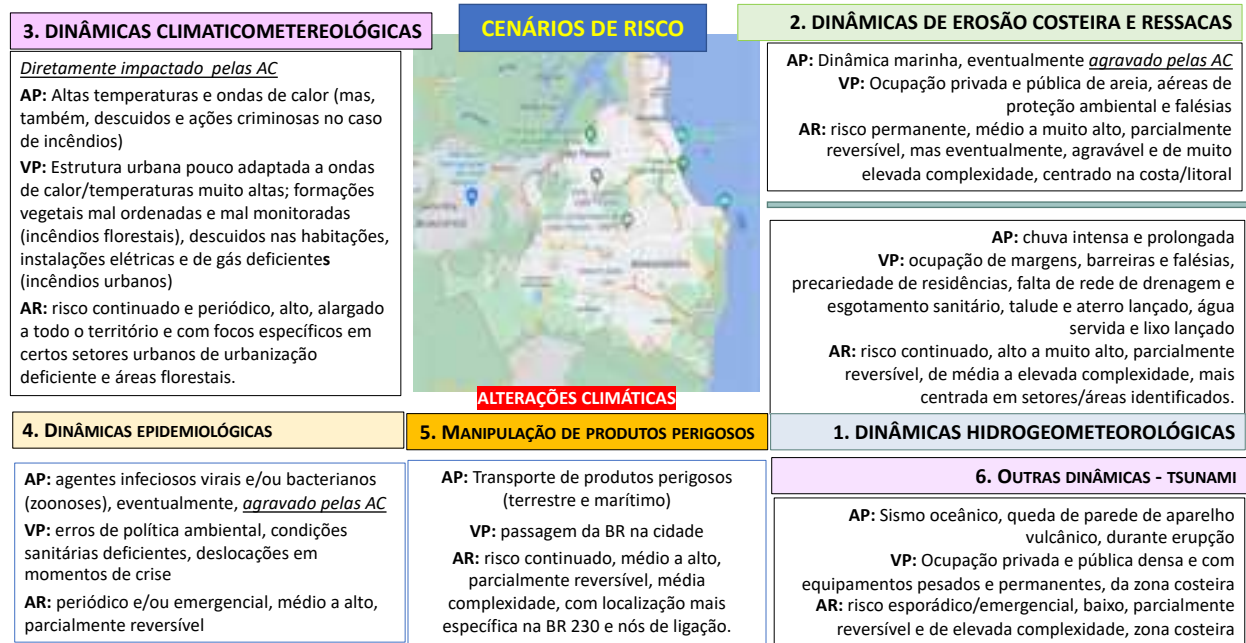 3. DINÂMICAS CLIMATICOMETEREOLÓGICAS
Diretamente impactado pelas AC
AP: Altas temperaturas e ondas de calor (mas,
também, descuidos e ações criminosas no caso
de incêndios)
VP: Estrutura urbana pouco adaptada a ondas
de calor/temperaturas muito altas; formações
vegetais mal ordenadas e mal monitoradas
(incêndios florestais), descuidos nas habitações,
instalações elétricas e de gás deficientes
(incêndios urbanos)
AR: risco continuado e periódico, alto, alargado
a todo o território e com focos específicos em
certos setores urbanos de urbanização
deficiente e áreas florestais.
CENÁRIOS DE RISCO
ALTERAÇÕES CLIMÁTICAS
2. DINÂMICAS DE EROSÃO COSTEIRA E RESSACAS
AP: Dinâmica marinha, eventualmente agravado pelas AC
VP: Ocupação privada e pública de areia, aéreas de
proteção ambiental e falésias
AR: risco permanente, médio a muito alto, parcialmente
reversível, mas eventualmente, agravável e de muito
elevada complexidade, centrado na costa/litoral
AP: chuva intensa e prolongada
VP: ocupação de margens, barreiras e falésias,
precariedade de residências, falta de rede de drenagem e
esgotamento sanitário, talude e aterro lançado, água
servida e lixo lançado
AR: risco continuado, alto a muito alto, parcialmente
reversível, de média a elevada complexidade, mais
centrada em setores/áreas identificados.
1. DINÂMICAS HIDROGEOMETEOROLÓGICAS
4. DINÂMICAS EPIDEMIOLÓGICAS
AP: agentes infeciosos virais e/ou bacterianos
(zoonoses), eventualmente, agravado pelas AC
VP: erros de política ambiental, condições
sanitárias deficientes, deslocações em
momentos de crise
AR: periódico e/ou emergencial, médio a alto,
parcialmente reversível
5. MANIPULAÇÃO DE PRODUTOS PERIGOSOS
AP: Transporte de produtos perigosos
(terrestre e marítimo)
VP: passagem da BR na cidade
AR: risco continuado, médio a alto,
parcialmente reversível, média
complexidade, com localização mais
específica na BR 230 e nós de ligação.
6. OUTRAS DINÂMICAS - TSUNAMI
AP: Sismo oceânico, queda de parede de aparelho
vulcânico, durante erupção
VP: Ocupação privada e pública densa e com
equipamentos pesados e permanentes, da zona costeira
AR: risco esporádico/emergencial, baixo, parcialmente
reversível e de elevada complexidade, zona costeira